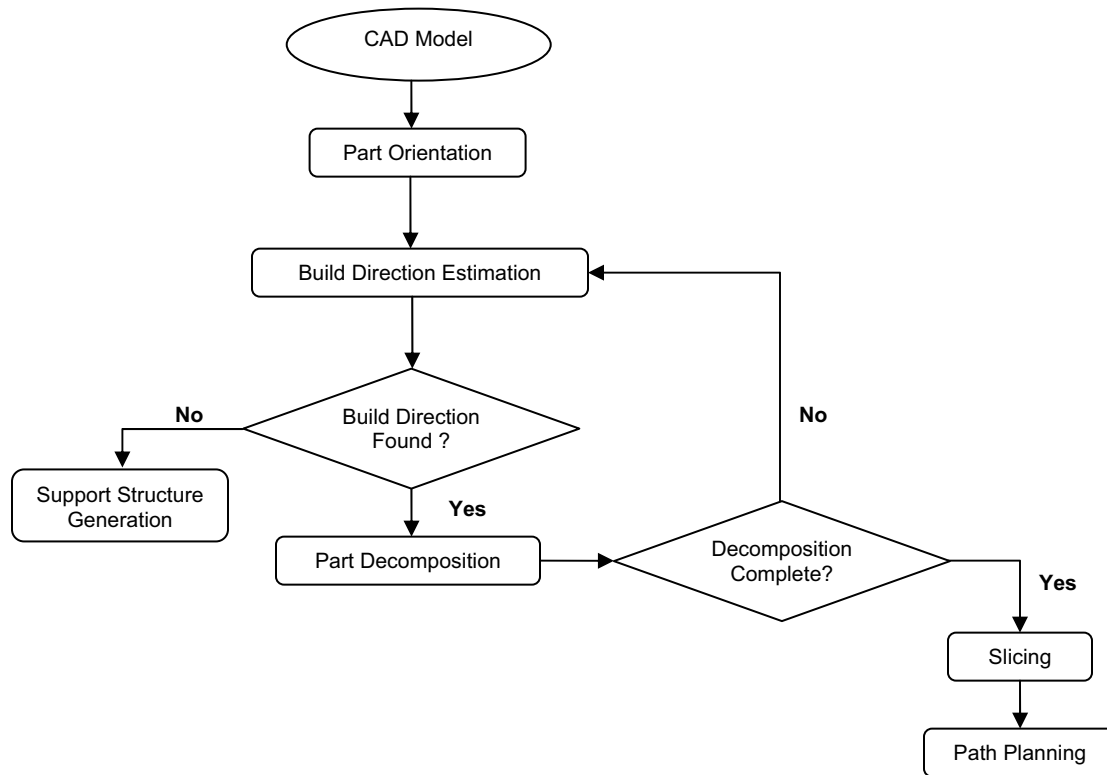 CAD Model
Part Orientation
Build Direction Estimation
Build Direction
Found ?
No
No
Support Structure
Generation
Yes
Part Decomposition
Decomposition
Complete?
Yes
Slicing
Path Planning